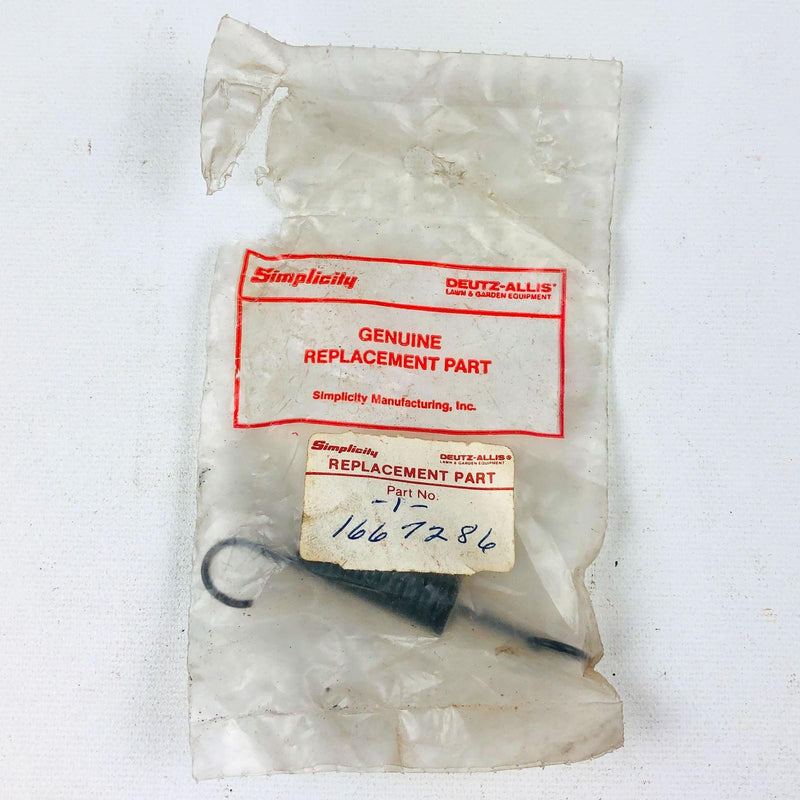 Simplicity DEUTZ-ALLIS®
LAWN & GARDEN EQUIPMENT
GENUINE
REPLACEMENT PART
Simplicity Manufacturing, Inc.
Simplicity DEUTZ-ALLIS®
LAWN & GARDEN EQUIPMENT
REPLACEMENT PART
Part No.
-1-
1667286